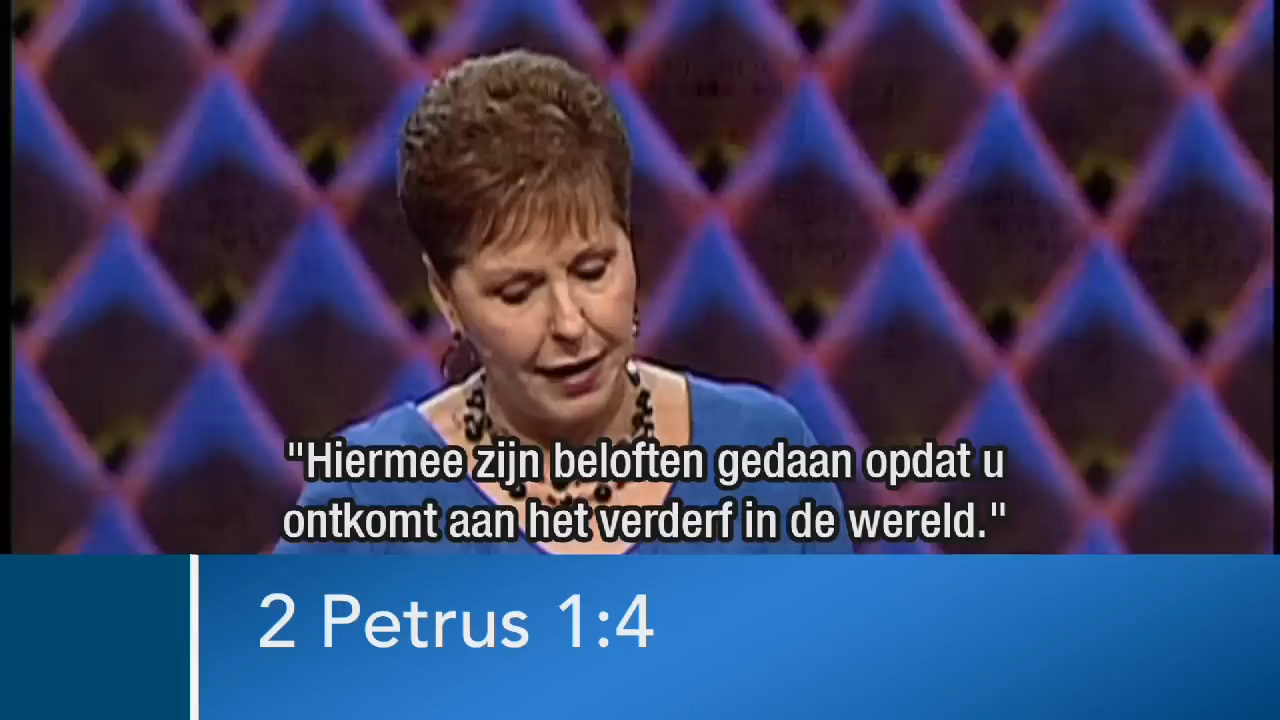 "Hiermee zijn beloften gedaan opdat u
ontkomt aan het verderf in de wereld."
2 Petrus 1:4